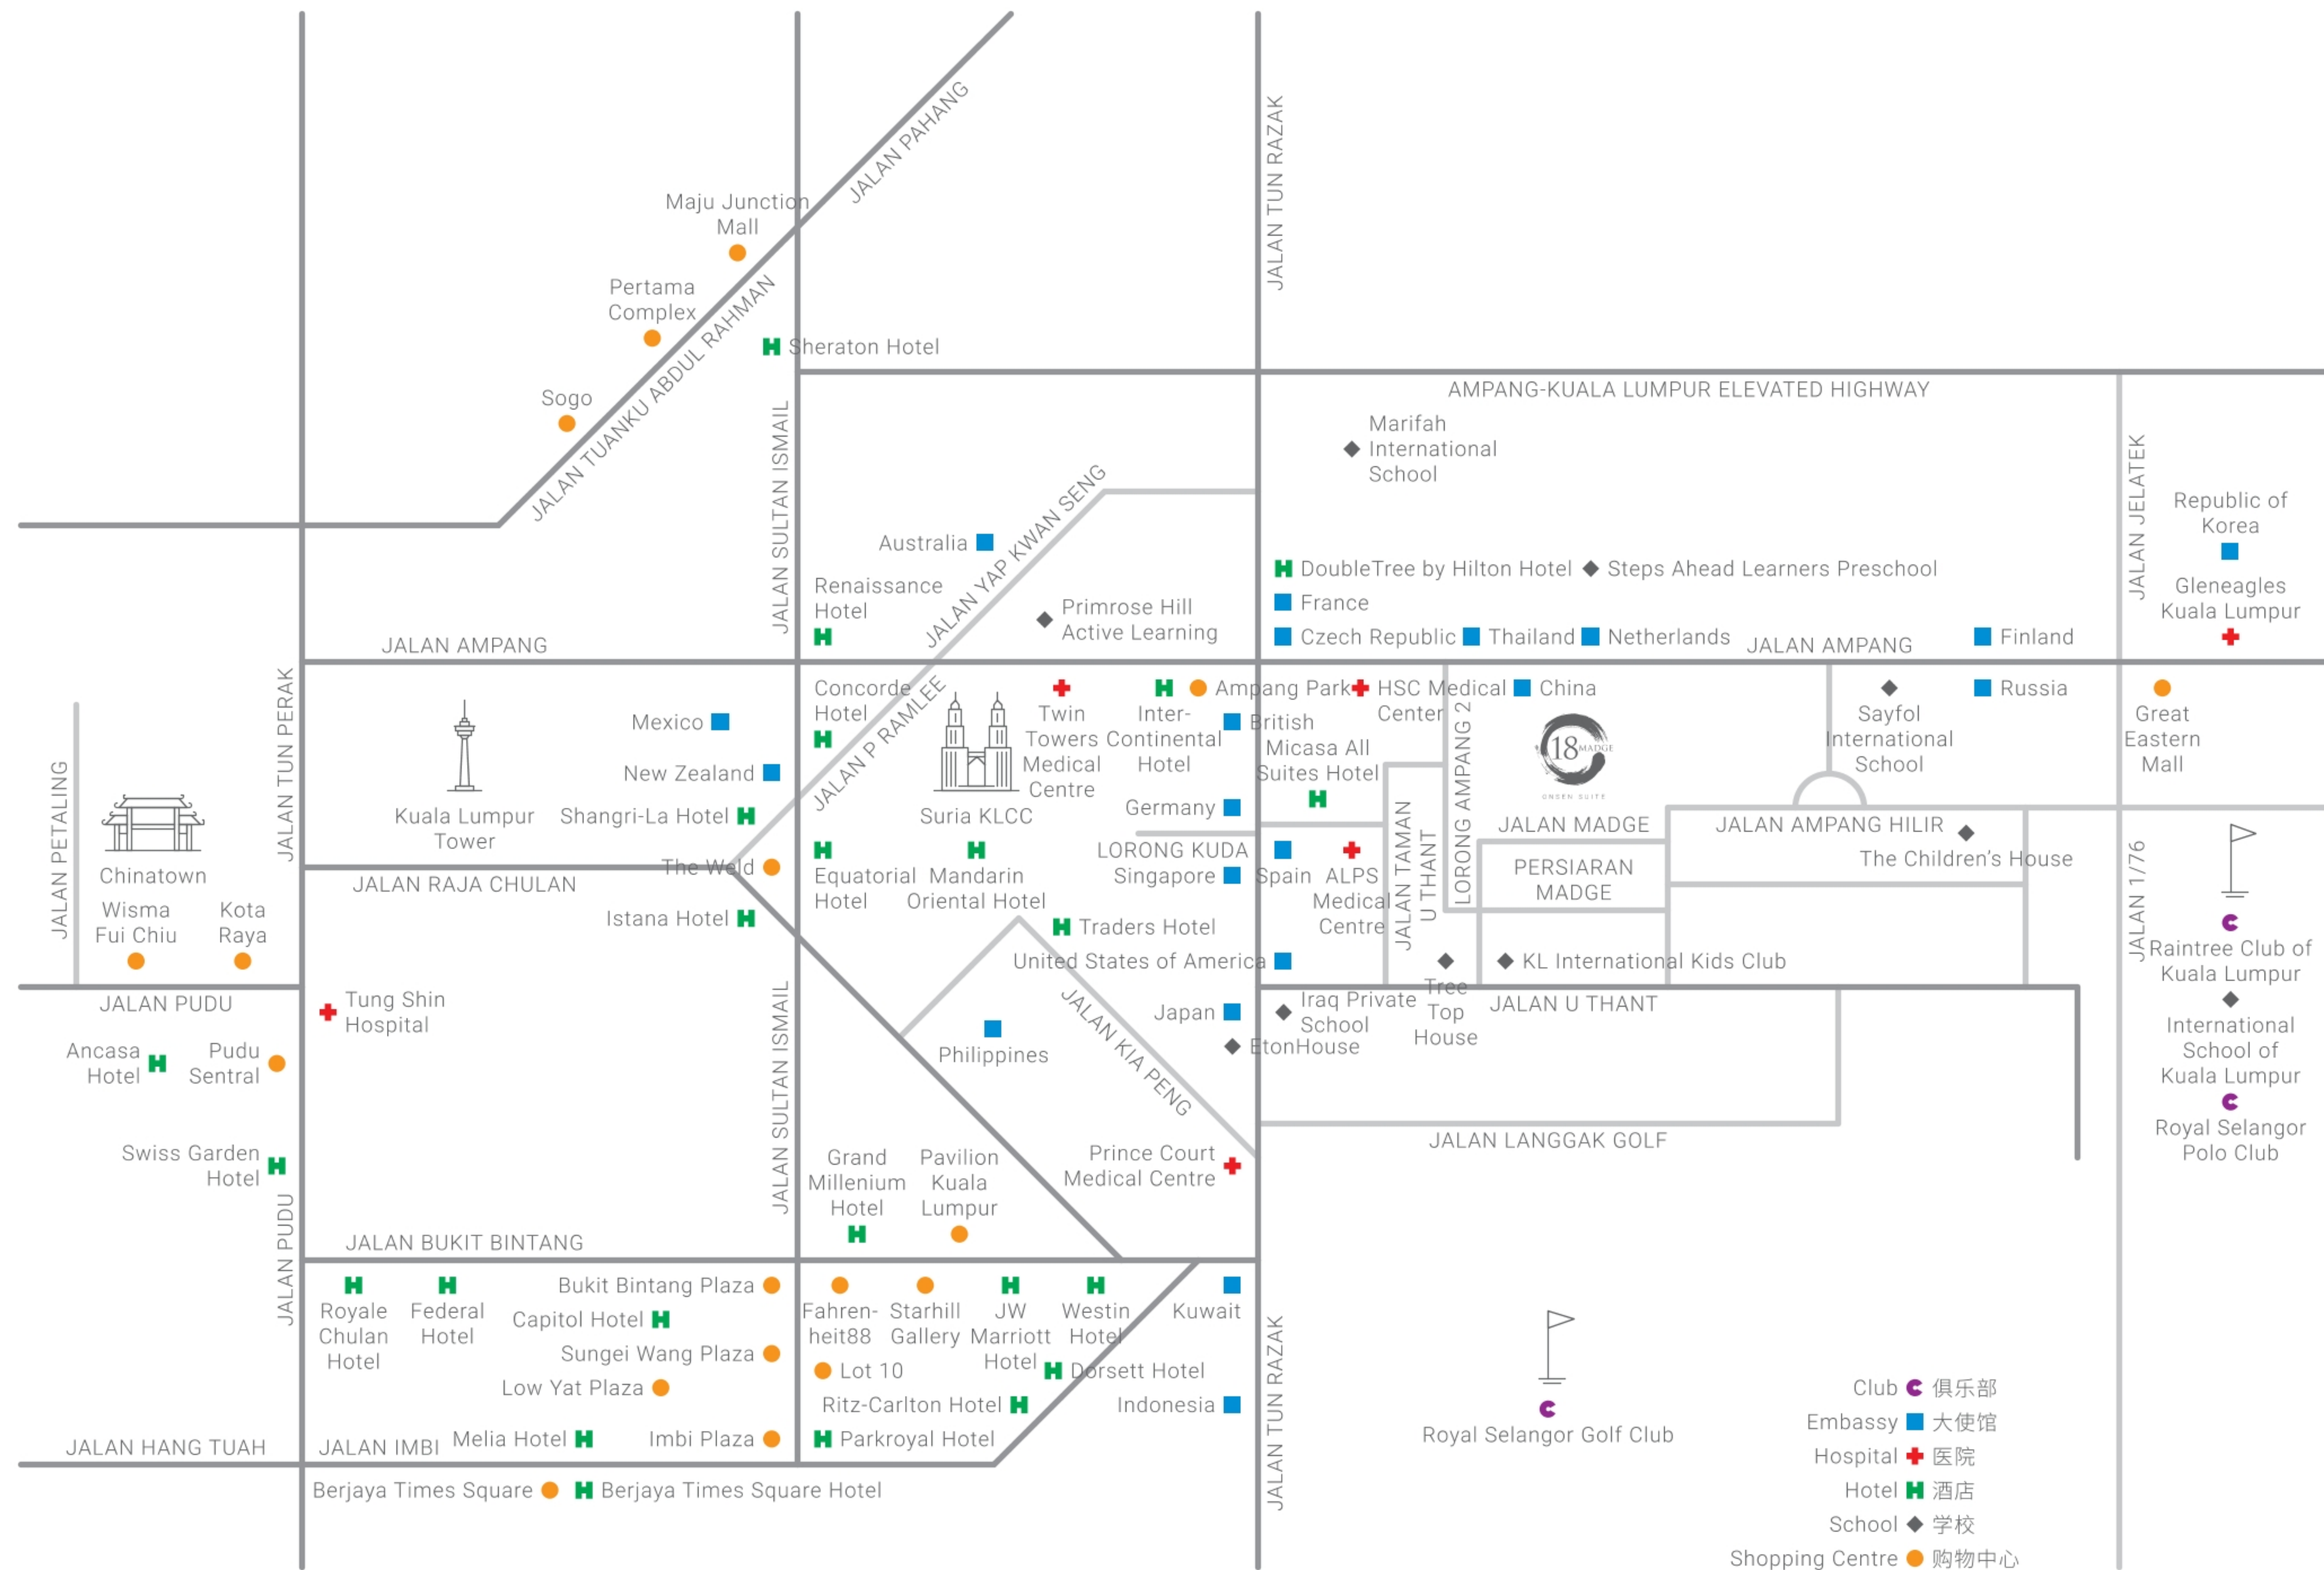 JALAN PAHANG
JALAN TUN RAZAK
Maju Junction
Mall
Pertama
Complex
JALAN TUANKU ABDUL RAHMAN
Sheraton Hotel
Sogo
AMPANG-KUALA LUMPUR ELEVATED HIGHWAY
Marifah
International
School
JALAN SULTAN ISMAIL
JALAN YAP KWAN SENG
JALAN JELATEK
Republic of
Korea
Australia
Renaissance
Hotel
Primrose Hill
Active Learning
DoubleTree by Hilton Hotel
Steps Ahead Learners Preschool
France
Czech Republic
Thailand
Netherlands
Finland
Gleneagles
Kuala Lumpur
JALAN AMPANG
JALAN AMPANG
JALAN TUN PERAK
Mexico
New Zealand
Kuala Lumpur
Tower
Shangri-La Hotel
Concorde
Hotel
JALAN P RAMLEE
Suria KLCC
Twin
Towers
Medical
Centre
Inter-
Continental
Hotel
Ampang Park
British
HSC Medical
Center
China
Micasa All
Suites Hotel
LORONG AMPANG 2
18 MADGE
ONSEN SUITE
Sayfol
International
School
Russia
Great
Eastern
Mall
JALAN PETALING
Chinatown
Wisma
Fui Chiu
Kota
Raya
The Weld
JALAN RAJA CHULAN
Istana Hotel
Equatorial
Hotel
Mandarin
Oriental Hotel
Germany
LORONG KUDA
Singapore
Spain
ALPS
Medical
Centre
JALAN TAMAN
U THANT
JALAN MADGE
PERSIARAN
MADGE
JALAN AMPANG HILIR
The Children's House
JALAN 1/76
Traders Hotel
United States of America
KL International Kids Club
Tree
Top
House
Raintree Club of
Kuala Lumpur
JALAN PUDU
Tung Shin
Hospital
JALAN SULTAN ISMAIL
Philippines
JALAN KIA PENG
Japan
EtonHouse
Iraq Private
School
JALAN U THANT
International
School of
Kuala Lumpur
Ancasa
Hotel
Pudu
Sentral
Swiss Garden
Hotel
JALAN PUDU
Grand
Millenium
Hotel
Pavilion
Kuala
Lumpur
Prince Court
Medical Centre
JALAN LANGGAK GOLF
Royal Selangor
Polo Club
JALAN BUKIT BINTANG
Royale
Chulan
Hotel
Federal
Hotel
Bukit Bintang Plaza
Capitol Hotel
Sungei Wang Plaza
Low Yat Plaza
Fahren-
heit88
Starhill
Gallery
JW
Marriott
Hotel
Westin
Hotel
Kuwait
Lot 10
Dorsett Hotel
Ritz-Carlton Hotel
Indonesia
JALAN TUN RAZAK
Royal Selangor Golf Club
JALAN HANG TUAH
JALAN IMBI
Melia Hotel
Imbi Plaza
Parkroyal Hotel
Berjaya Times Square
Berjaya Times Square Hotel
Club 俱乐部
Embassy 大使馆
Hospital 医院
Hotel 酒店
School 学校
Shopping Centre 购物中心